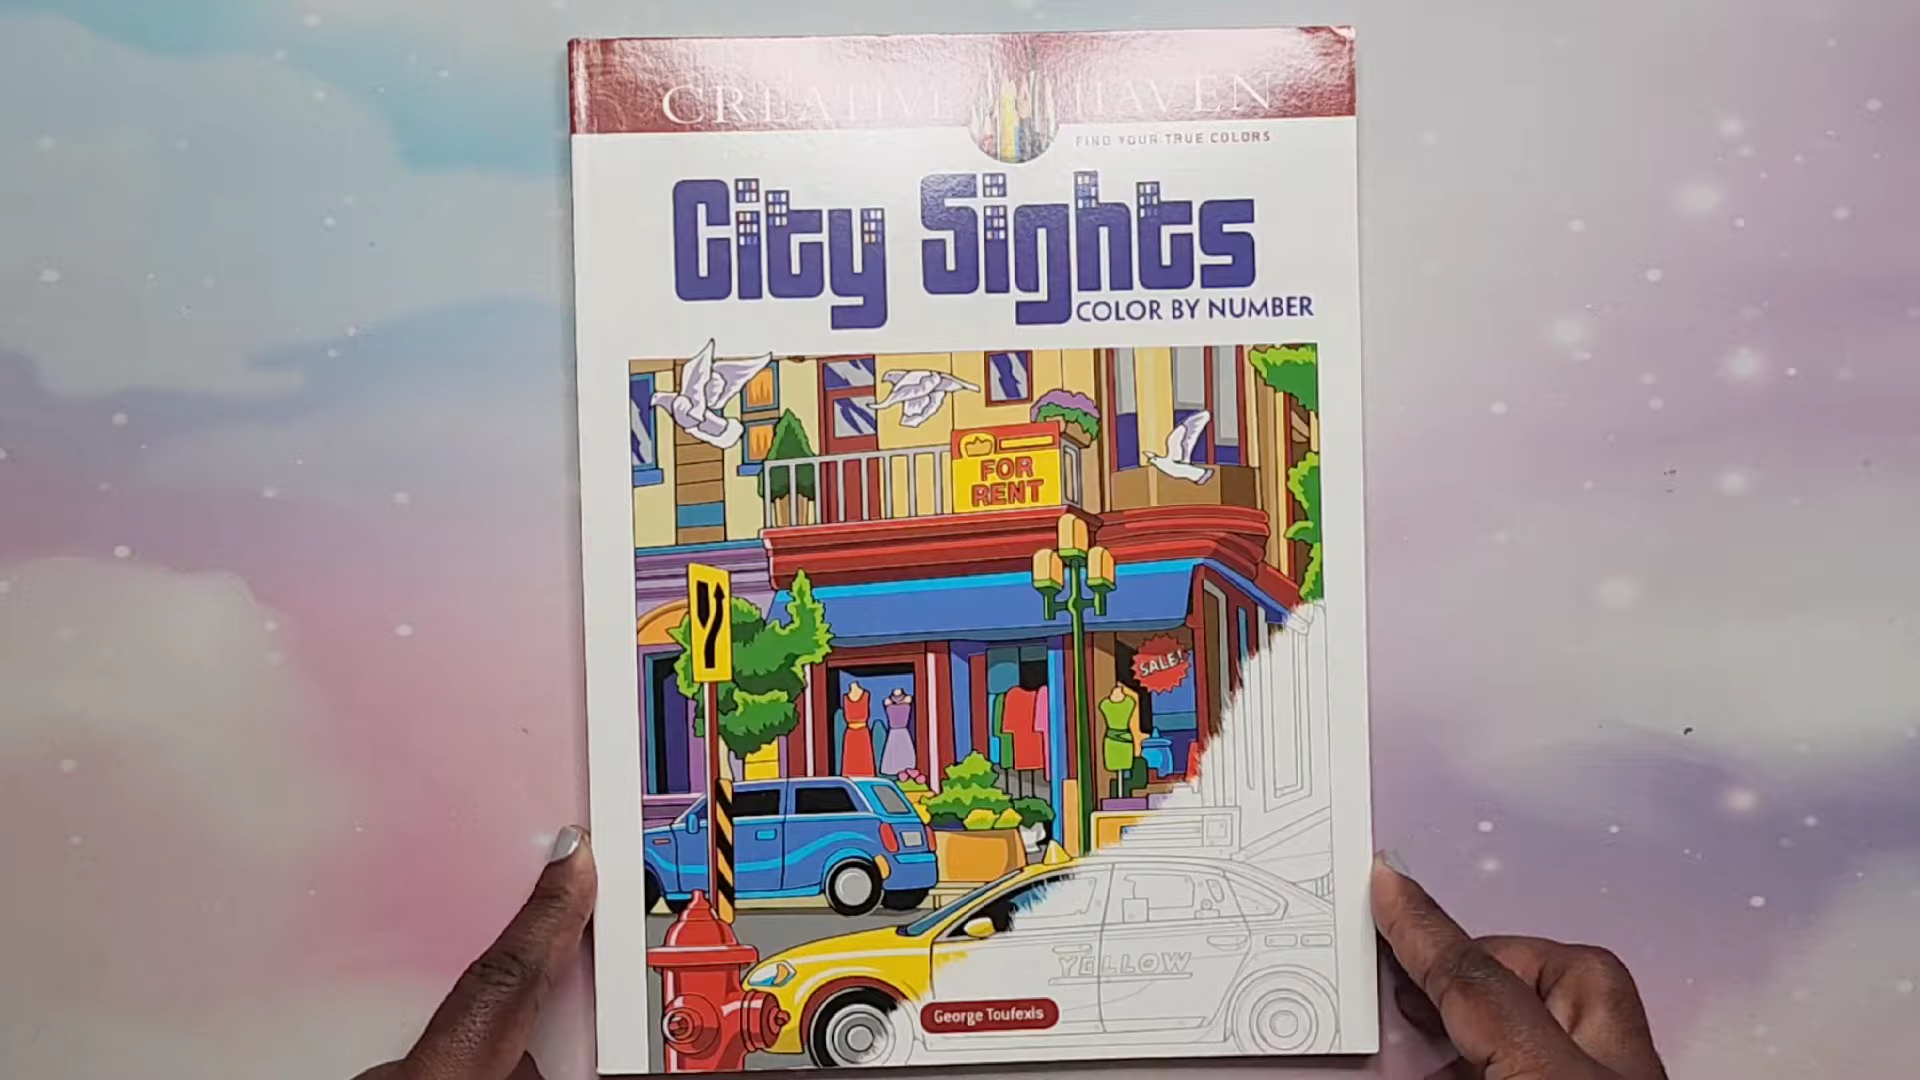 CREATIVE HAVEN
FIND YOUR TRUE COLORS
City Sights
COLOR BY NUMBER
FOR
RENT
SALE!
YELLOW
George Toufexis